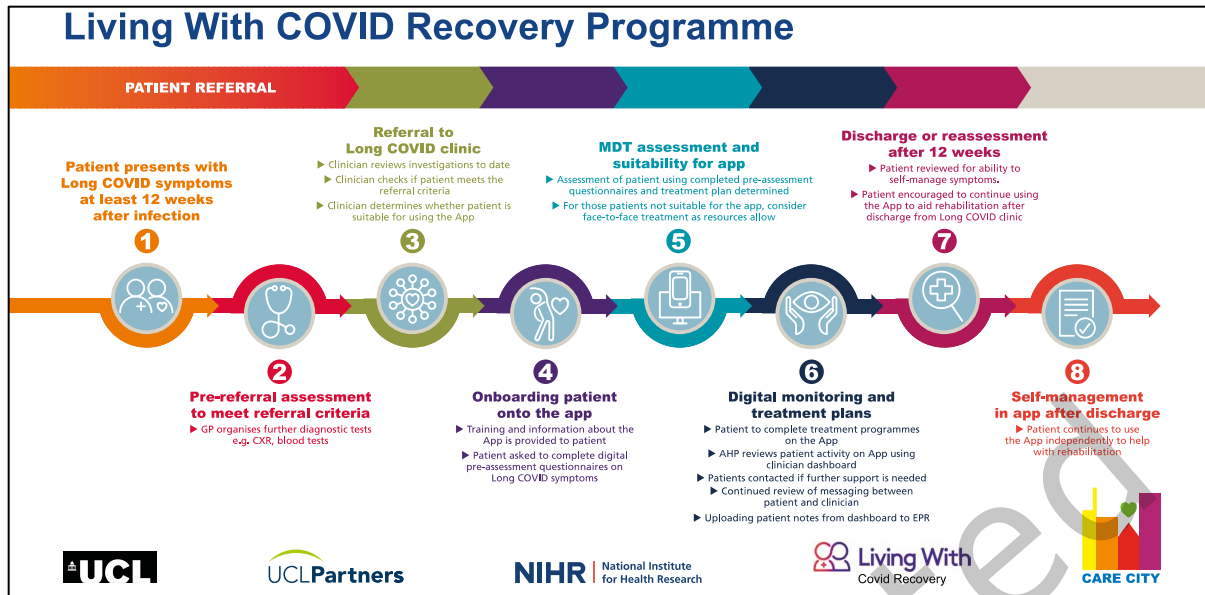 Living With COVID Recovery Programme
PATIENT REFERRAL
Patient presents with
Long COVID symptoms
at least 12 weeks
after infection
1
2
Pre-referral assessment
to meet referral criteria
▶ GP organises further diagnostic tests
e.g. CXR, blood tests
Referral to
Long COVID clinic
▶ Clinician reviews investigations to date
▶ Clinician checks if patient meets the
referral criteria
▶ Clinician determines whether patient is
suitable for using the App
3
4
Onboarding patient
onto the app
▶ Training and information about the
App is provided to patient
▶ Patient asked to complete digital
pre-assessment questionnaires on
Long COVID symptoms
MDT assessment and
suitability for app
▶ Assessment of patient using completed pre-assessment
questionnaires and treatment plan determined
▶ For those patients not suitable for the app, consider
face-to-face treatment as resources allow
5
6
Digital monitoring and
treatment plans
▶ Patient to complete treatment programmes
on the App
▶ AHP reviews patient activity on App using
clinician dashboard
▶ Patients contacted if further support is needed
▶ Continued review of messaging between
patient and clinician
▶ Uploading patient notes from dashboard to EPR
Discharge or reassessment
after 12 weeks
▶ Patient reviewed for ability to
self-manage symptoms.
▶ Patient encouraged to continue using
the App to aid rehabilitation after
discharge from Long COVID clinic
7
8
Self-management
in app after discharge
▶ Patient continues to use
the App independently to help
with rehabilitation
UCL
UCLPartners
NIHR | National Institute
for Health Research
Living With
Covid Recovery
CARE CITY